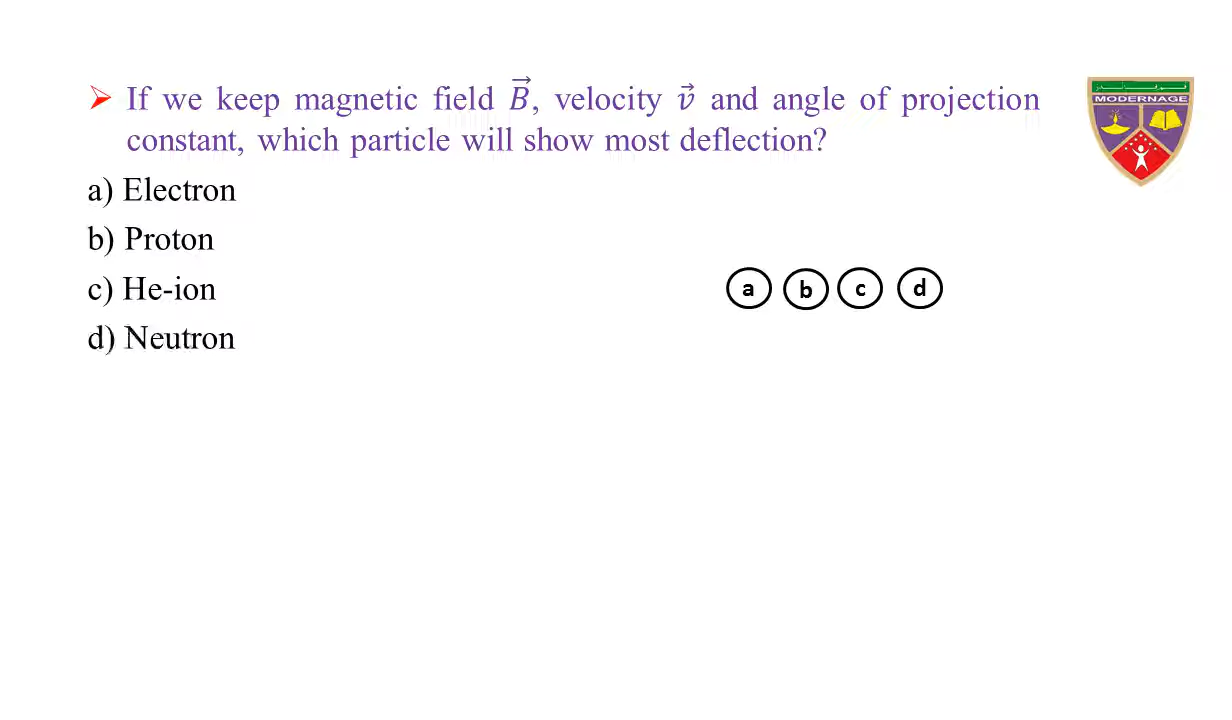 ➢ If we keep magnetic field B⃗, velocity v⃗ and angle of projection
constant, which particle will show most deflection?
a) Electron
b) Proton
c) He-ion
d) Neutron
a b c d
MODERNAGE